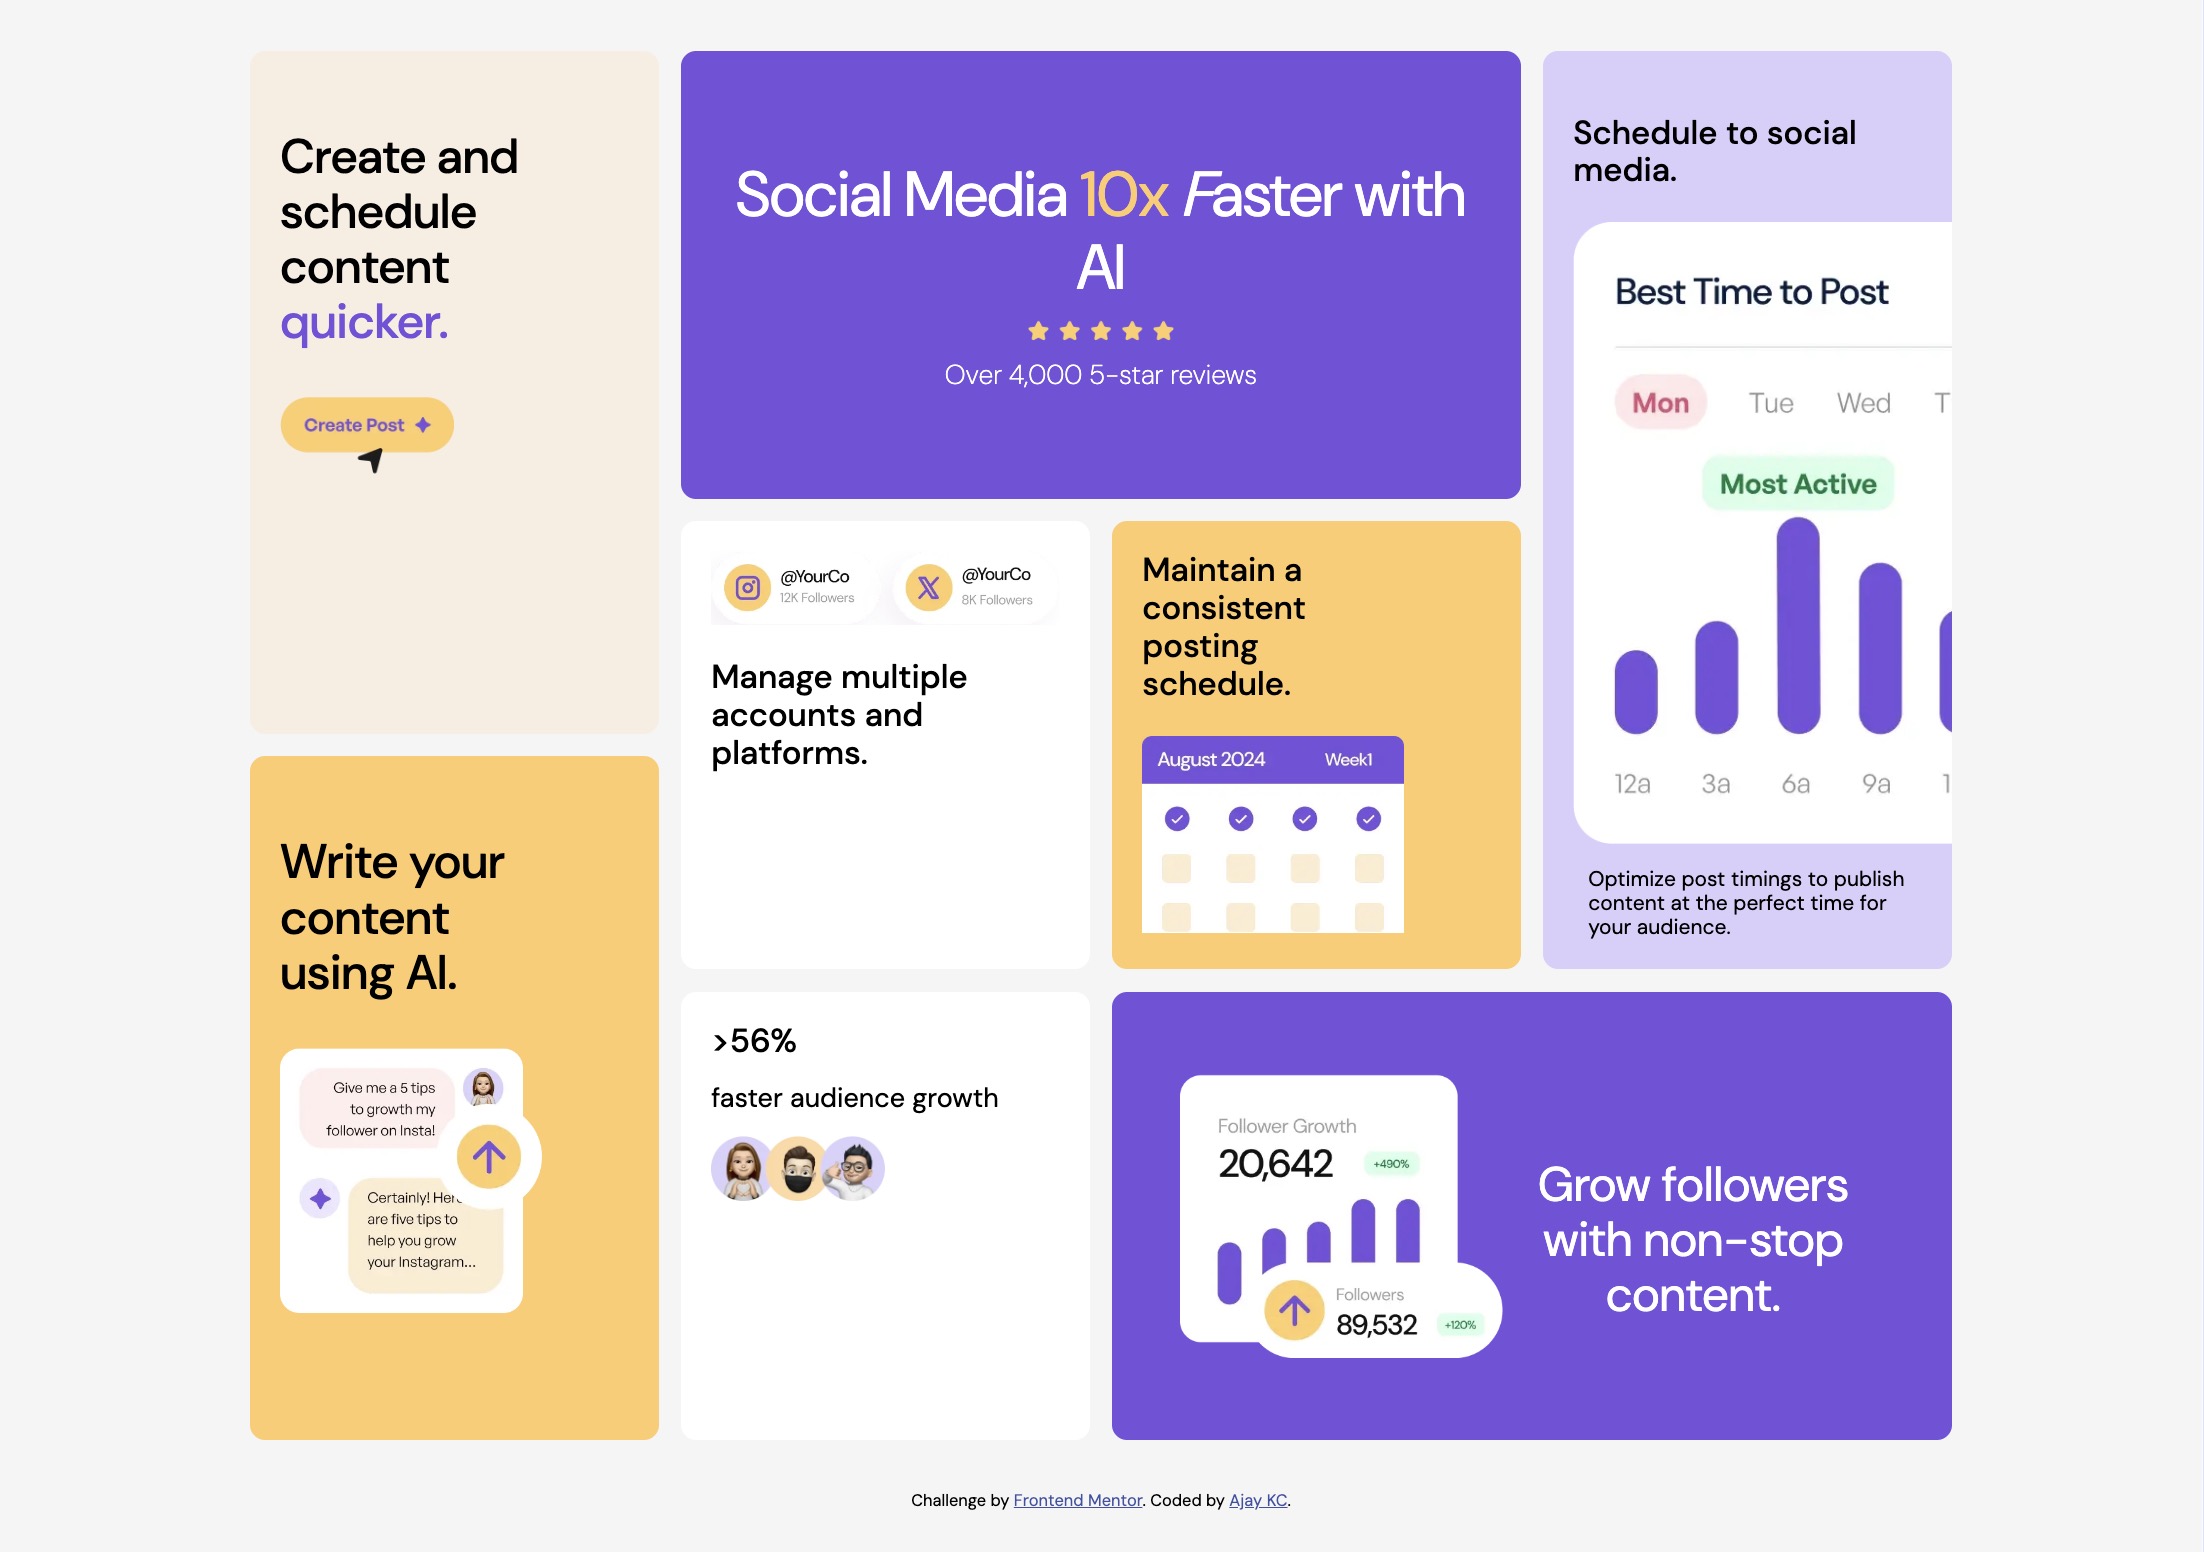 Create and
schedule
content
quicker.
Create Post
Social Media 10x Faster with
AI
Over 4,000 5-star reviews
Schedule to social
media.
Best Time to Post
Mon Tue Wed T
Most Active
12a 3a 6a 9a 1
@YourCo
12K Followers
@YourCo
8K Followers
Manage multiple
accounts and
platforms.
Maintain a
consistent
posting
schedule.
August 2024 Week1
Optimize post timings to publish
content at the perfect time for
your audience.
Write your
content
using AI.
Give me a 5 tips
to growth my
follower on Insta!
Certainly! Here
are five tips to
help you grow
your Instagram...
>56%
faster audience growth
Follower Growth
20,642 +490%
Followers
89,532 +120%
Grow followers
with non-stop
content.
Challenge by Frontend Mentor. Coded by Ajay KC.